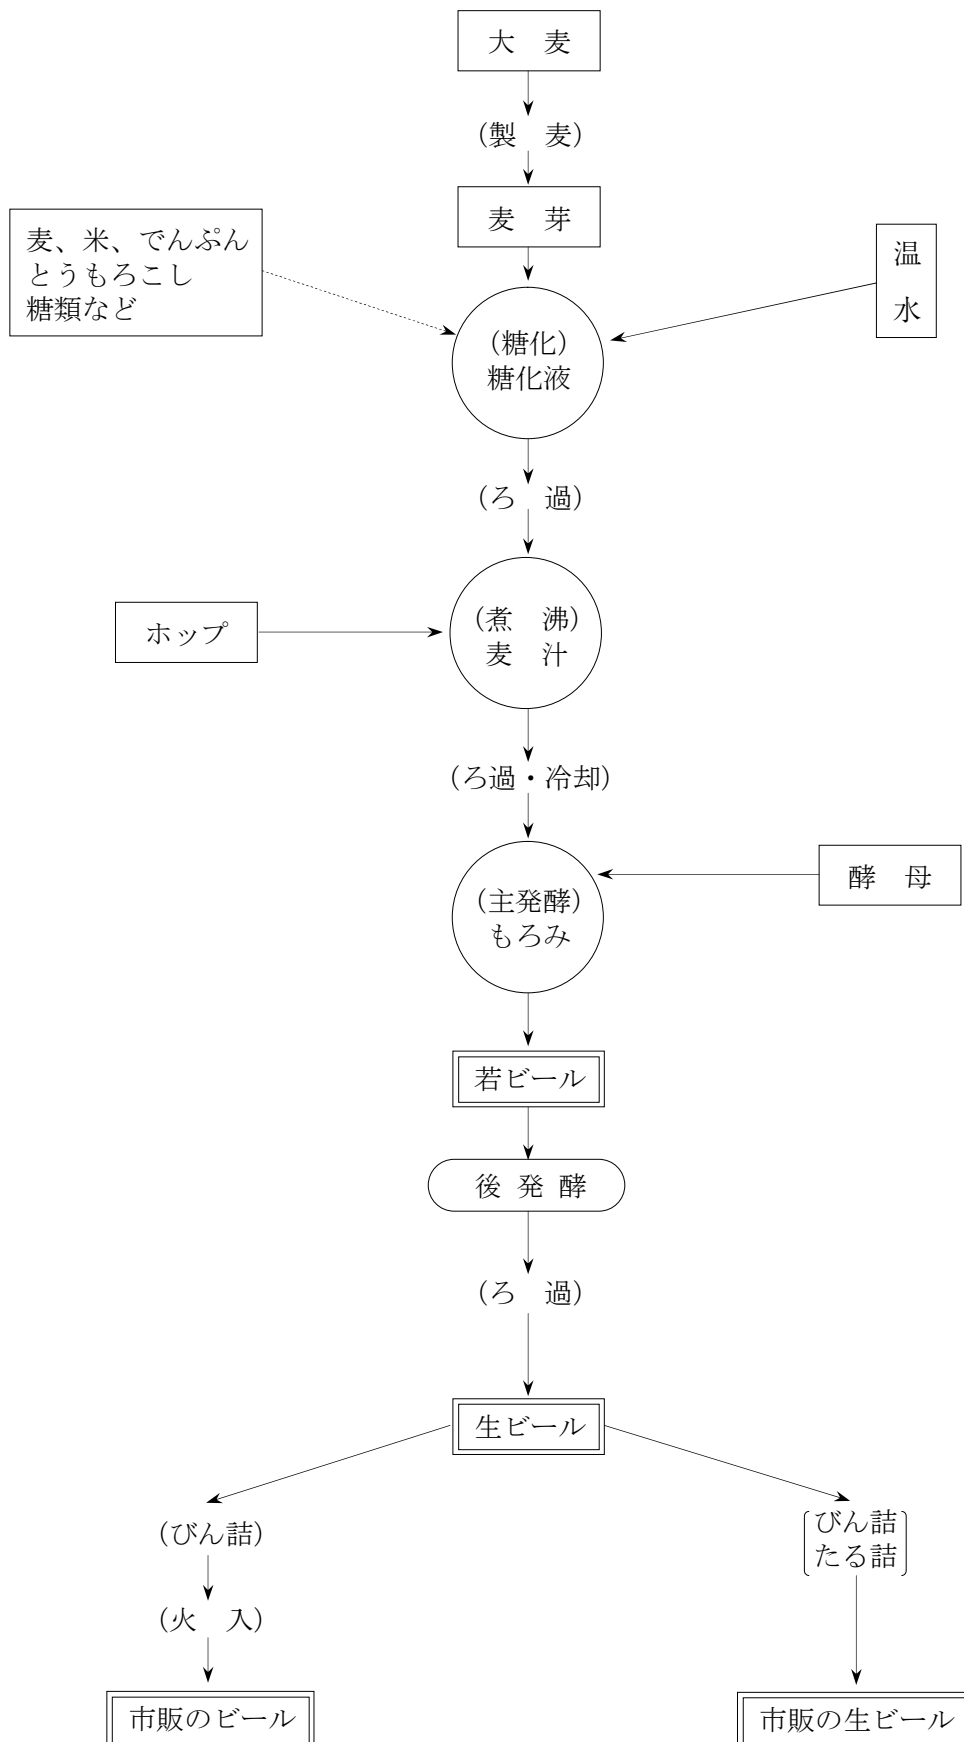 大　麦
（製　麦）
麦　芽
麦、米、でんぷん
とうもろこし
糖類など
温
水
（糖化）
糖化液
（ろ　過）
ホップ
（煮　沸）
麦　汁
（ろ過・冷却）
酵　母
（主発酵）
もろみ
若ビール
後 発 酵
（ろ　過）
生ビール
（びん詰）
びん詰
たる詰
（火　入）
市販のビール
市販の生ビール